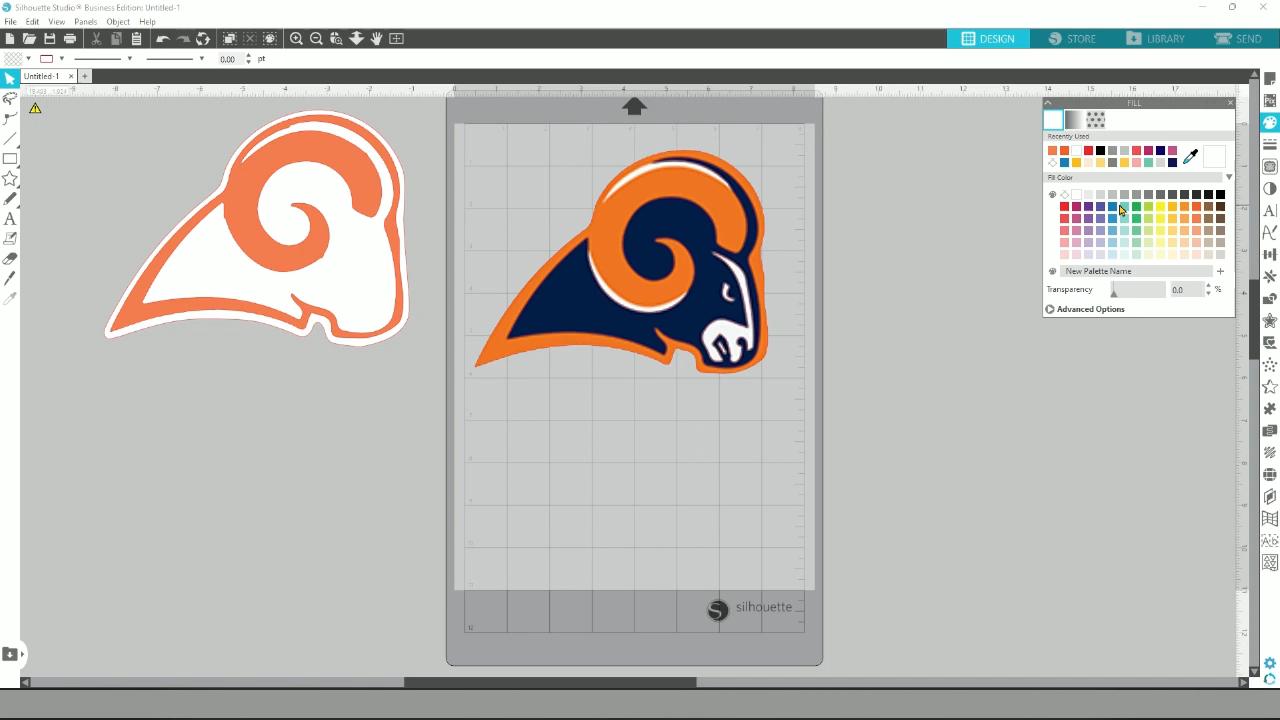 Silhouette Studio® Business Edition: Untitled-1
File Edit View Panels Object Help
DESIGN STORE LIBRARY SEND
0.00 pt
Untitled-1 × +
FILL
Recently Used
Fill Color
New Palette Name +
Transparency 0.0 %
Advanced Options
silhouette